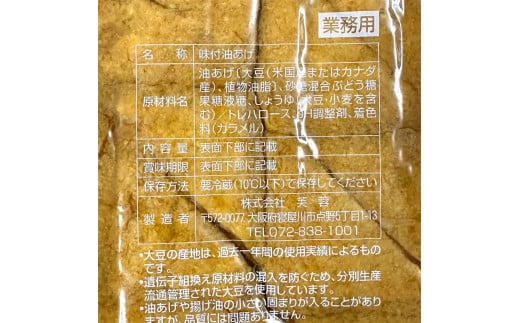 業務用
名 称 味付油あげ
原材料名 油あげ〔大豆(米国産またはカナダ
産)、植物油脂〕、砂糖混合ぶどう糖
果糖液糖、しょうゆ(大豆・小麦を含
む)/トレハロース、pH調整剤、着色
料(カラメル)
内 容 量 表面下部に記載
賞味期限 表面下部に記載
保存方法 要冷蔵(10℃以下)で保存してください
製 造 者 株式会社 芙 蓉
〒572-0077 大阪府寝屋川市点野5丁目1-13
TEL072-838-1001
•大豆の産地は、過去一年間の使用実績によるもの
です。
•遺伝子組換え原材料の混入を防ぐため、分別生産
流通管理された大豆を使用しています。
•油あげや揚げ油の小さい固まりが入ることがあり
ますが、品質には問題ありません。